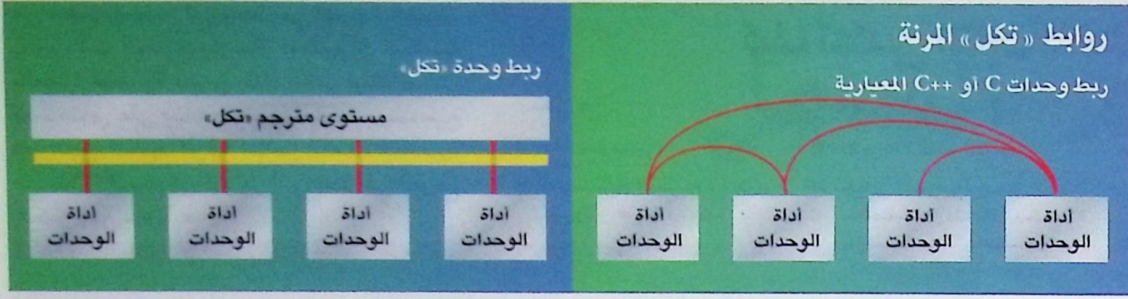 روابط «تكل» المرنة
ربط وحدات C أو C++ المعيارية
أداة
الوحدات
أداة
الوحدات
أداة
الوحدات
أداة
الوحدات
ربط وحدة «تكل»
مستوى مترجم «تكل»
أداة
الوحدات
أداة
الوحدات
أداة
الوحدات
أداة
الوحدات